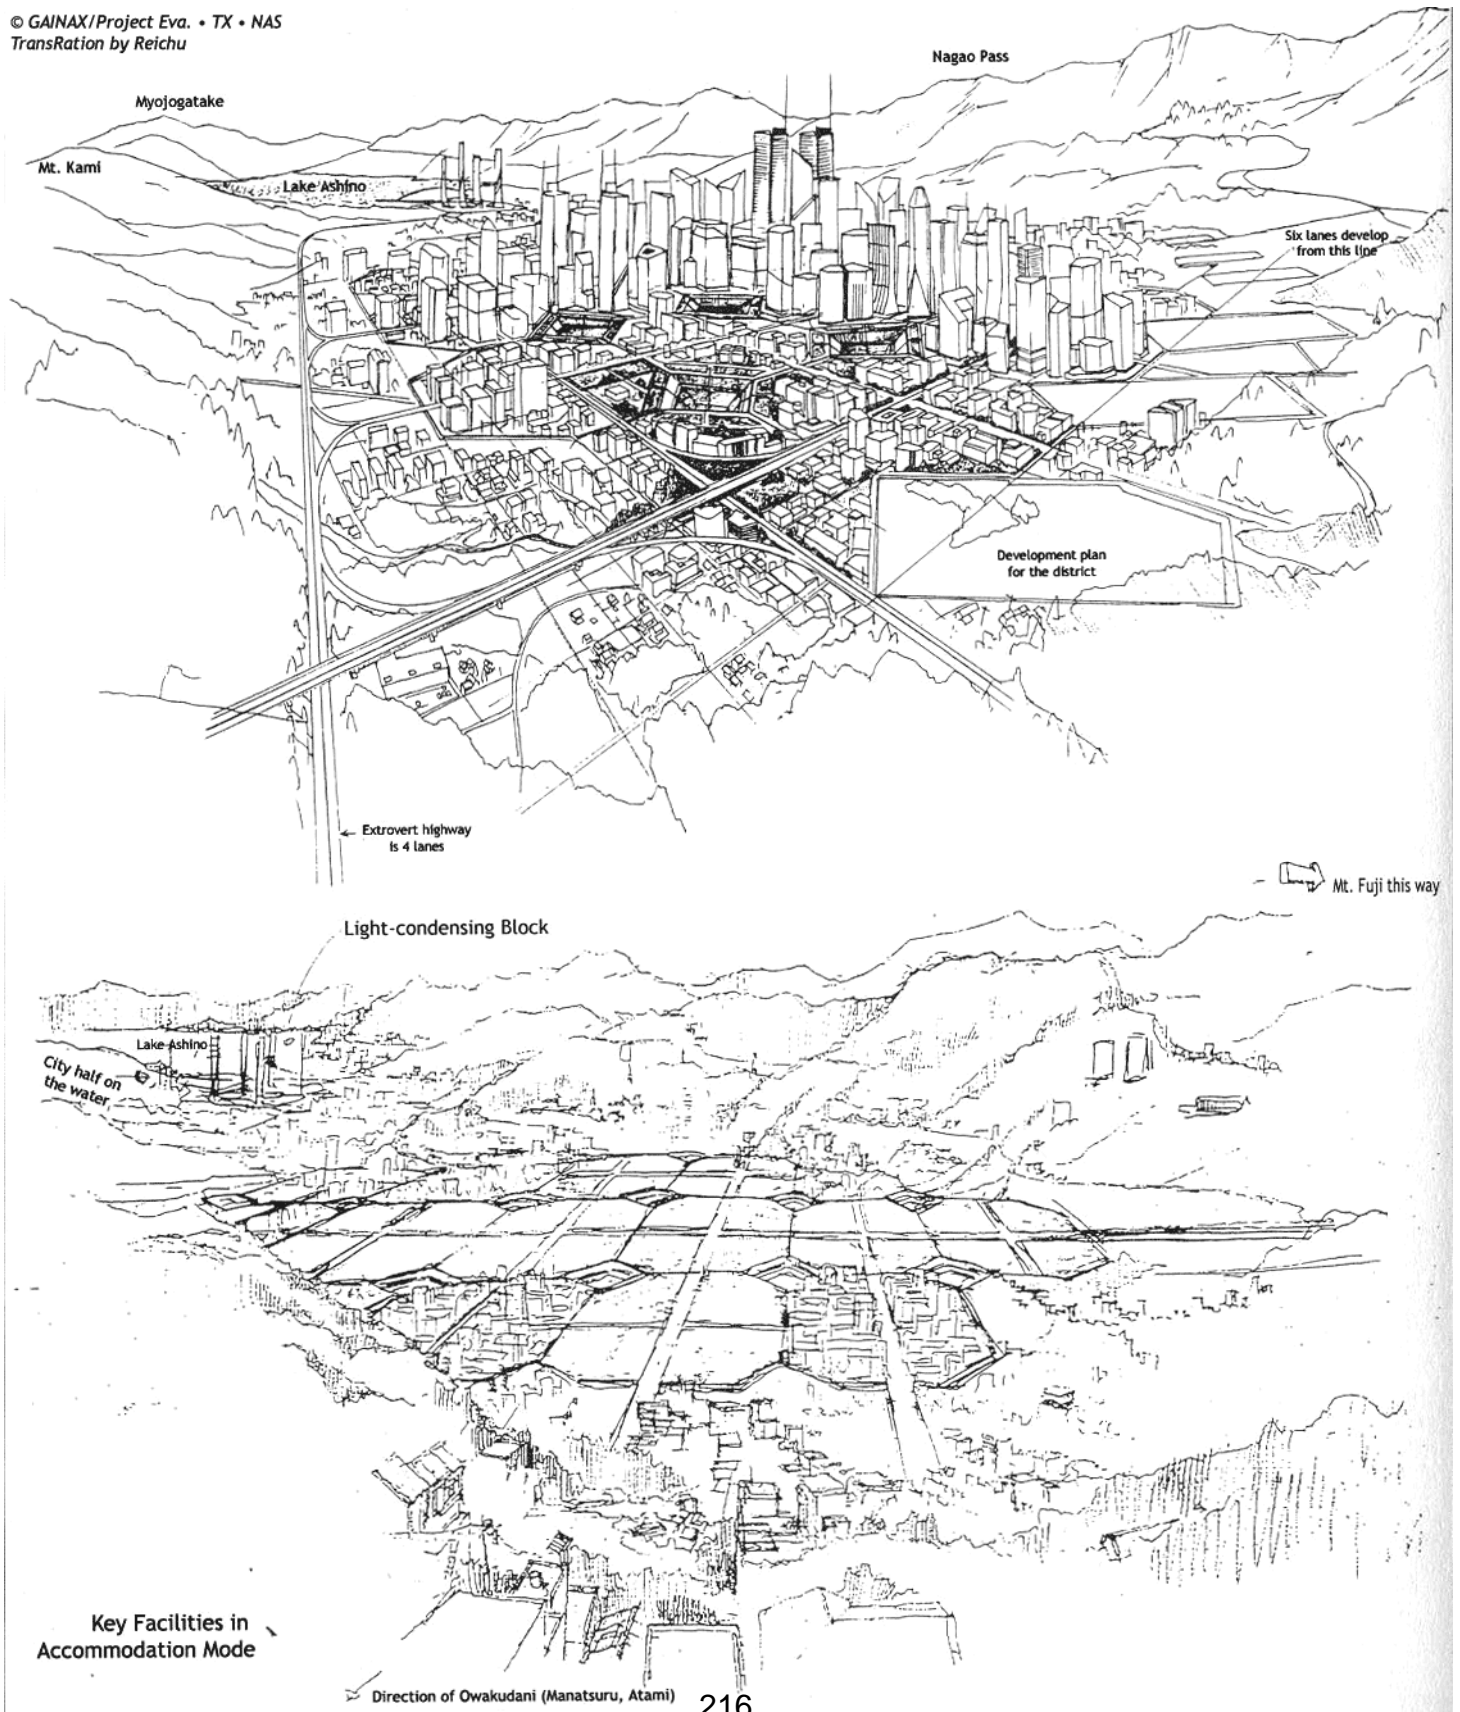 © GAINAX/Project Eva. • TX • NAS
TransRation by Reichu
Nagao Pass
Myojogatake
Mt. Kami
Lake Ashino
Six lanes develop
from this line
Development plan
for the district
Extrovert highway
is 4 lanes
Mt. Fuji this way
Light-condensing Block
Lake Ashino
City half on
the water
Key Facilities in
Accommodation Mode
Direction of Owakudani (Manatsuru, Atami)
216